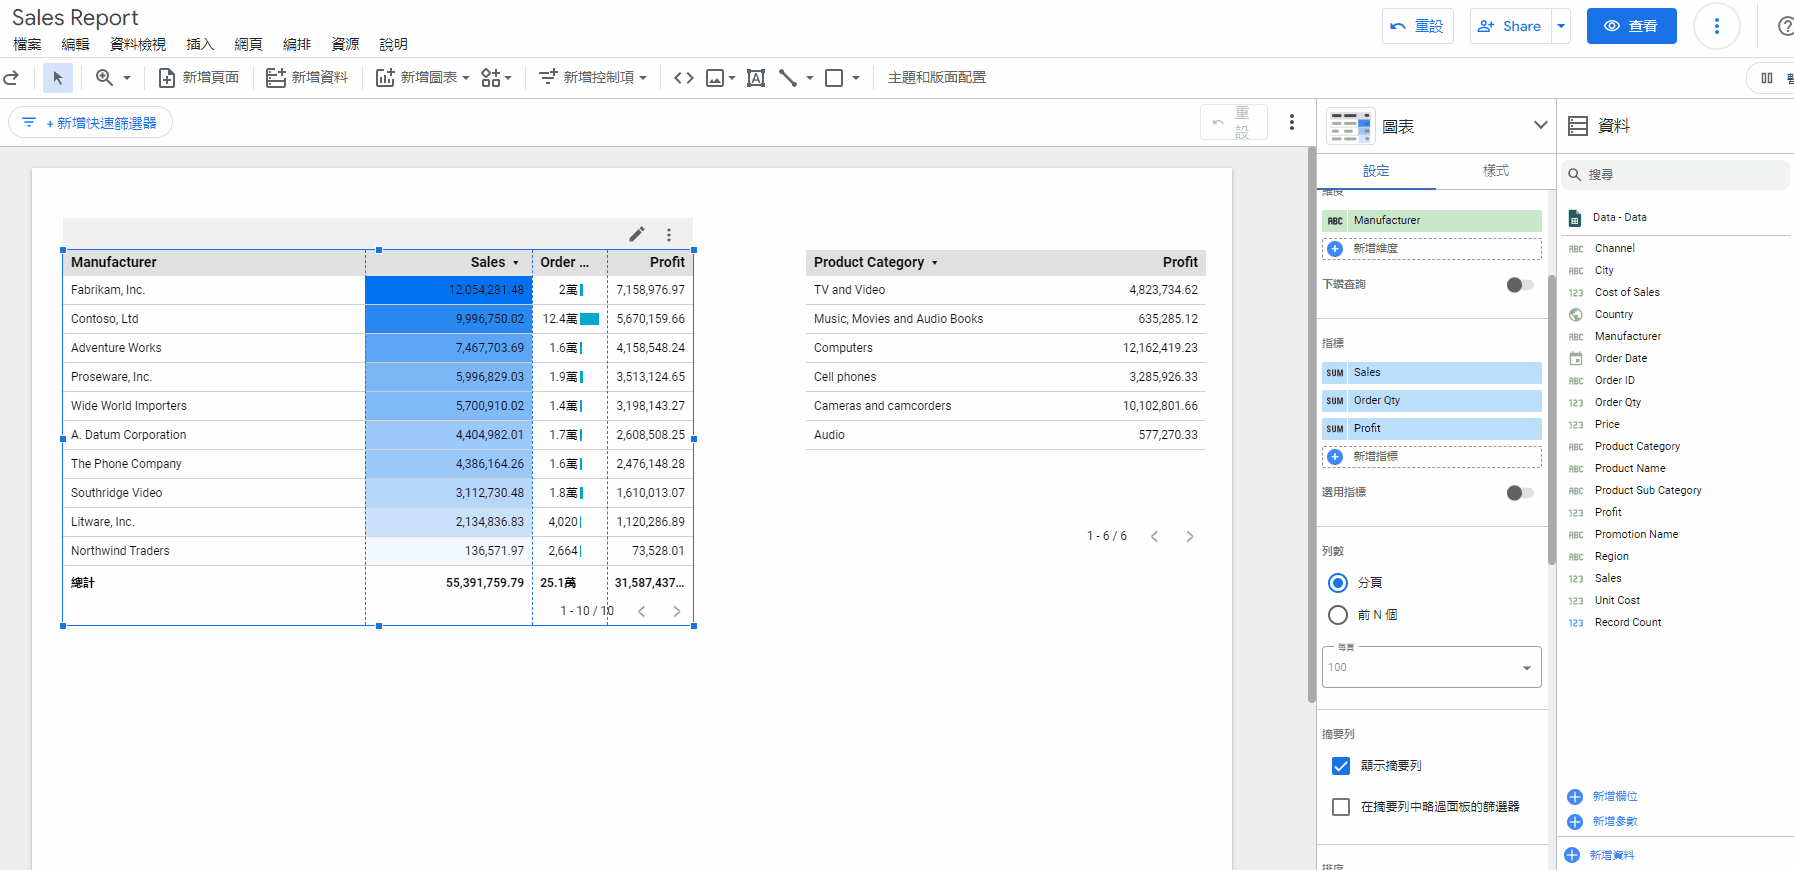 Sales Report
檔案 編輯 資料檢視 插入 網頁 編排 資源 說明
重設 Share 查看
新增頁面 新增資料 新增圖表 新增控制項 主題和版面配置
+ 新增快速篩選器 重設
Manufacturer Sales Order ... Profit
Fabrikam, Inc. 12,054,281.48 2萬 7,158,976.97
Contoso, Ltd 9,996,750.02 12.4萬 5,670,159.66
Adventure Works 7,467,703.69 1.6萬 4,158,548.24
Proseware, Inc. 5,996,829.03 1.9萬 3,513,124.65
Wide World Importers 5,700,910.02 1.4萬 3,198,143.27
A. Datum Corporation 4,404,982.01 1.7萬 2,608,508.25
The Phone Company 4,386,164.26 1.6萬 2,476,148.28
Southridge Video 3,112,730.48 1.8萬 1,610,013.07
Litware, Inc. 2,134,836.83 4,020 1,120,286.89
Northwind Traders 136,571.97 2,664 73,528.01
總計 55,391,759.79 25.1萬 31,587,437...
1 - 10 / 10
Product Category Profit
TV and Video 4,823,734.62
Music, Movies and Audio Books 635,285.12
Computers 12,162,419.23
Cell phones 3,285,926.33
Cameras and camcorders 10,102,801.66
Audio 577,270.33
1 - 6 / 6
圖表
設定 樣式
維度
ABC Manufacturer
新增維度
下鑽查詢
指標
SUM Sales
SUM Order Qty
SUM Profit
新增指標
選用指標
列數
分頁
前 N 個
每頁
100
摘要列
顯示摘要列
在摘要列中略過面板的篩選器
排序
資料
搜尋
Data - Data
ABC Channel
ABC City
123 Cost of Sales
Country
ABC Manufacturer
Order Date
ABC Order ID
123 Order Qty
123 Price
ABC Product Category
ABC Product Name
ABC Product Sub Category
123 Profit
ABC Promotion Name
ABC Region
123 Sales
123 Unit Cost
123 Record Count
新增欄位
新增參數
新增資料